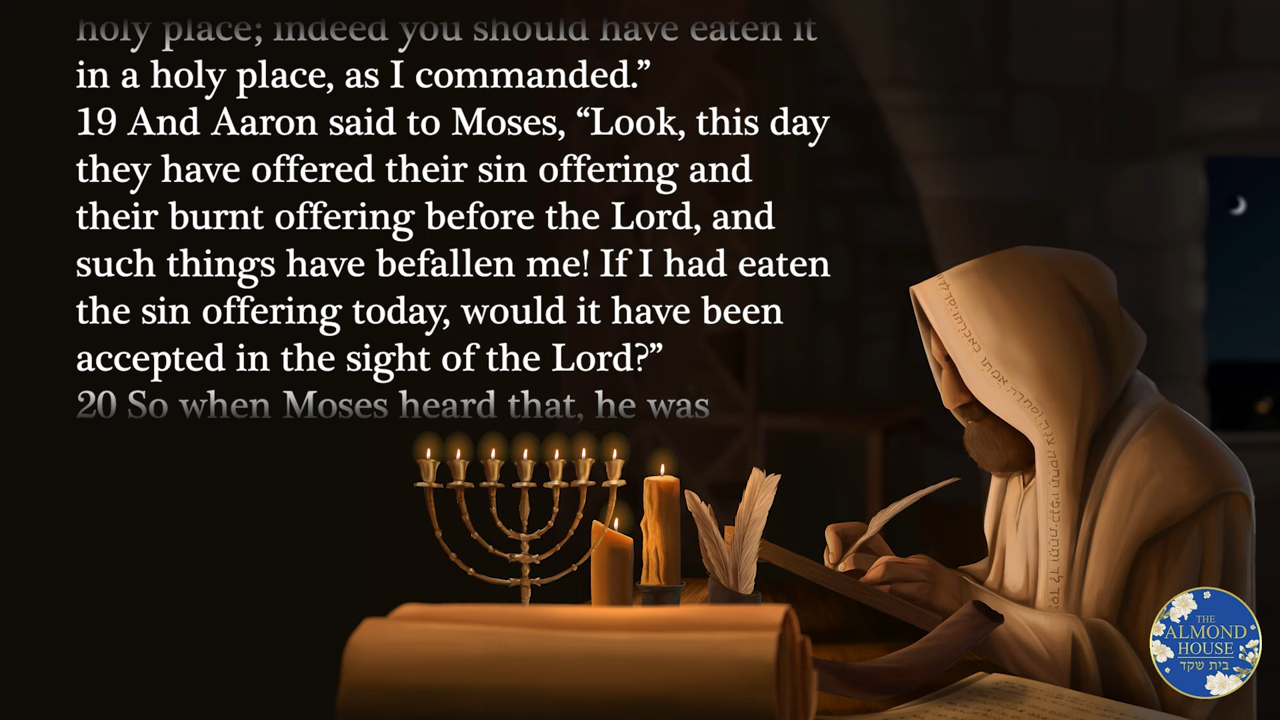 holy place; indeed you should have eaten it
in a holy place, as I commanded.”
19 And Aaron said to Moses, “Look, this day
they have offered their sin offering and
their burnt offering before the Lord, and
such things have befallen me! If I had eaten
the sin offering today, would it have been
accepted in the sight of the Lord?”
20 So when Moses heard that, he was
THE
ALMOND
HOUSE
בית שקד